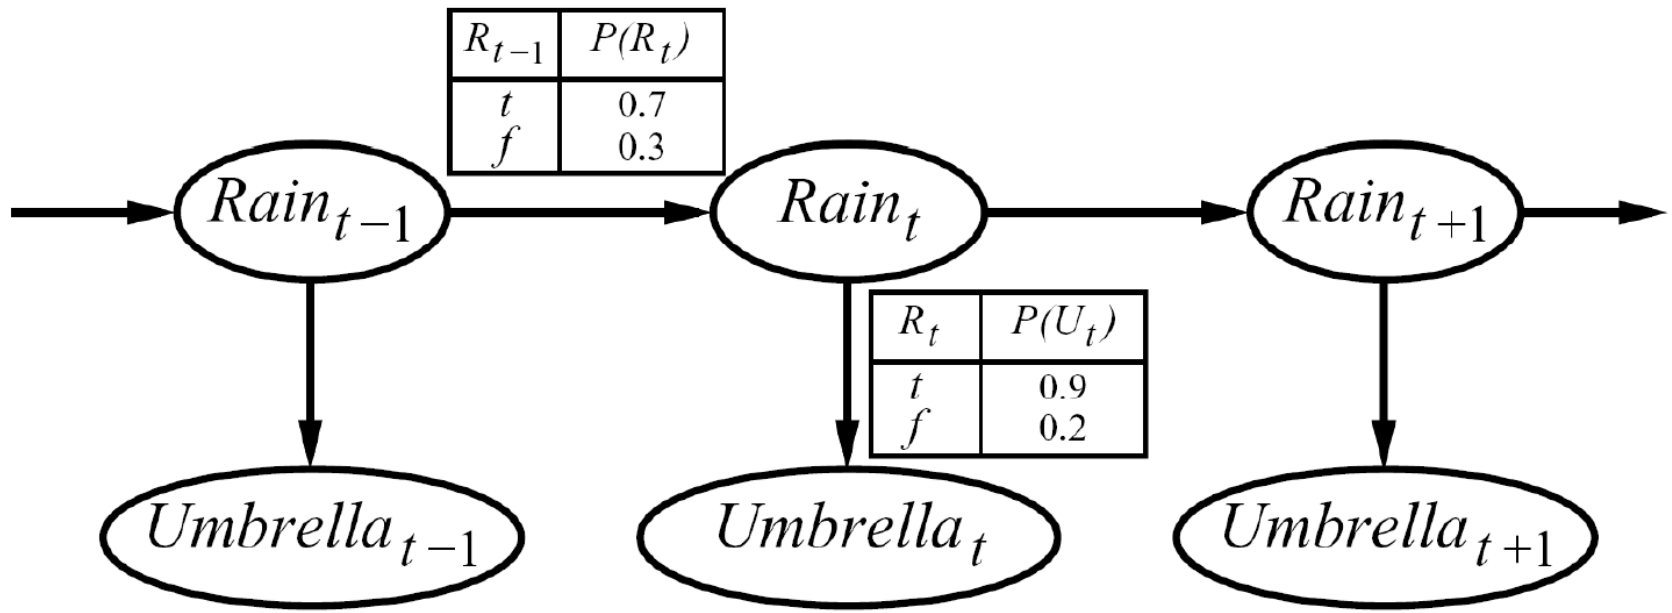 R_{t-1} P(R_t)
t 0.7
f 0.3
Rain_{t-1} Rain_t Rain_{t+1}
R_t P(U_t)
t 0.9
f 0.2
Umbrella_{t-1} Umbrella_t Umbrella_{t+1}